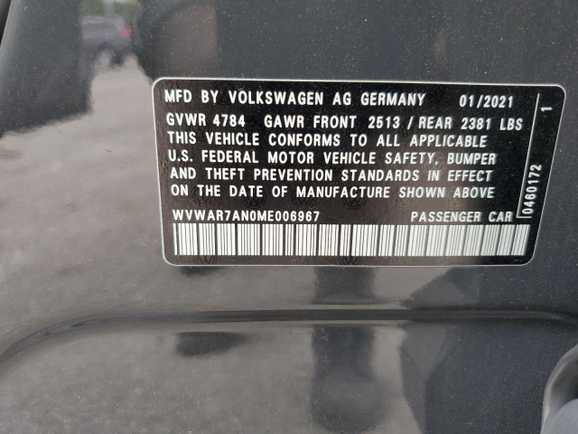 MFD BY VOLKSWAGEN AG GERMANY 01/2021
GVWR 4784 GAWR FRONT 2513 / REAR 2381 LBS
THIS VEHICLE CONFORMS TO ALL APPLICABLE
U.S. FEDERAL MOTOR VEHICLE SAFETY, BUMPER
AND THEFT PREVENTION STANDARDS IN EFFECT
ON THE DATE OF MANUFACTURE SHOWN ABOVE
WVWAR7AN0ME006967 PASSENGER CAR
0460172 1